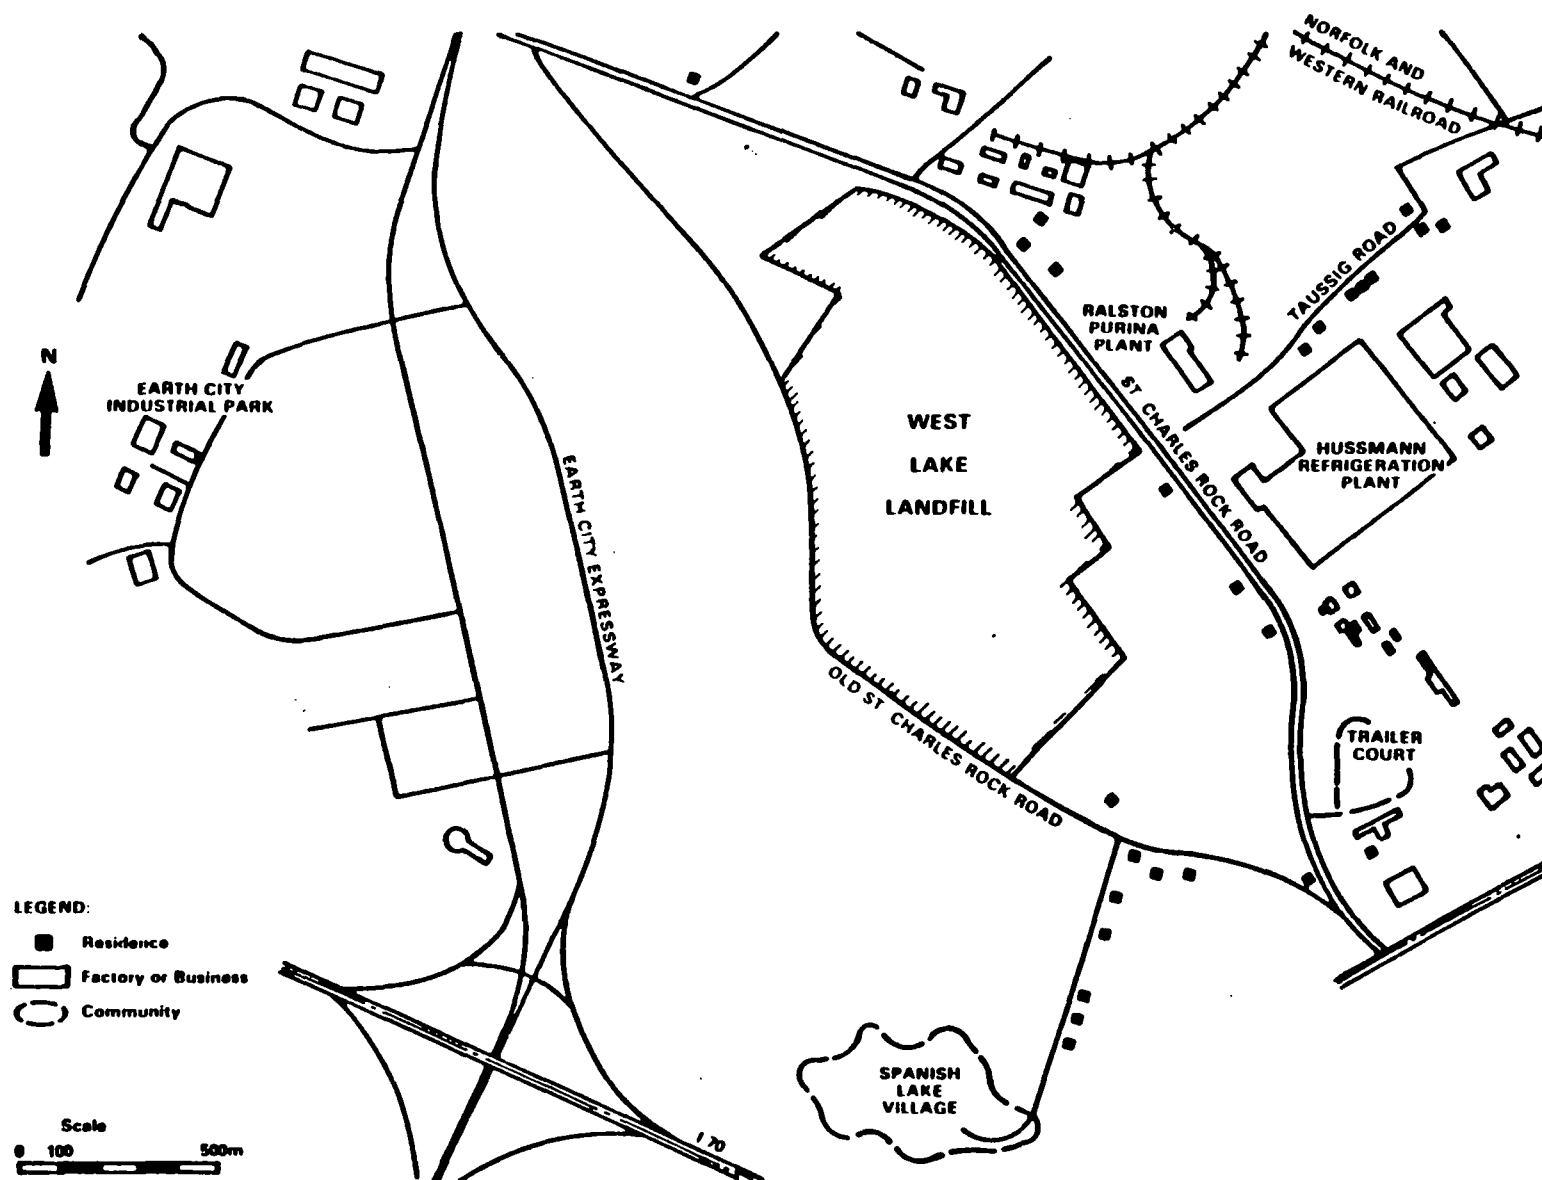 NORFOLK AND
WESTERN RAILROAD
TAUSSIG ROAD
RALSTON
PURINA
PLANT
N
EARTH CITY
INDUSTRIAL PARK
ST CHARLES ROCK ROAD
WEST
LAKE
LANDFILL
HUSSMANN
REFRIGERATION
PLANT
EARTH CITY EXPRESSWAY
OLD ST CHARLES ROCK ROAD
TRAILER
COURT
LEGEND:
Residence
Factory or Business
Community
SPANISH
LAKE
VILLAGE
Scale
0 100 500m
I 70